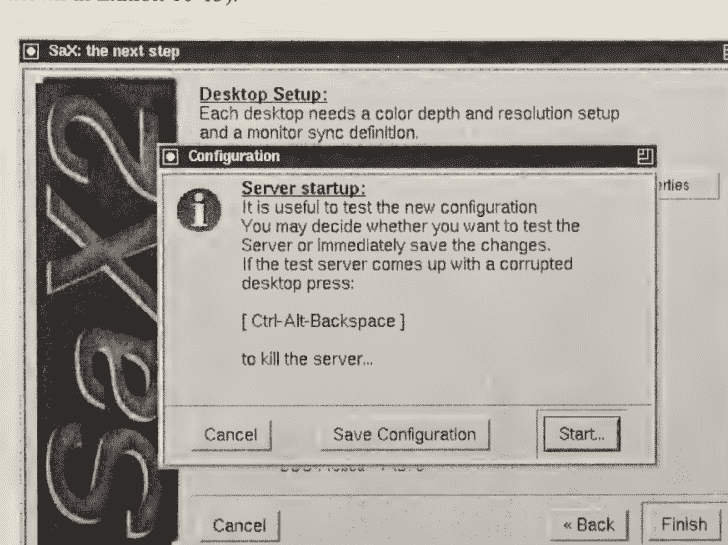 SaX: the next step
SaX2
Desktop Setup:
Each desktop needs a color depth and resolution setup
and a monitor sync definition.
erties
Configuration
Server startup:
It is useful to test the new configuration
You may decide whether you want to test the
Server or immediately save the changes.
If the test server comes up with a corrupted
desktop press:
[ Ctrl-Alt-Backspace ]
to kill the server...
Cancel Save Configuration Start...
Cancel « Back Finish